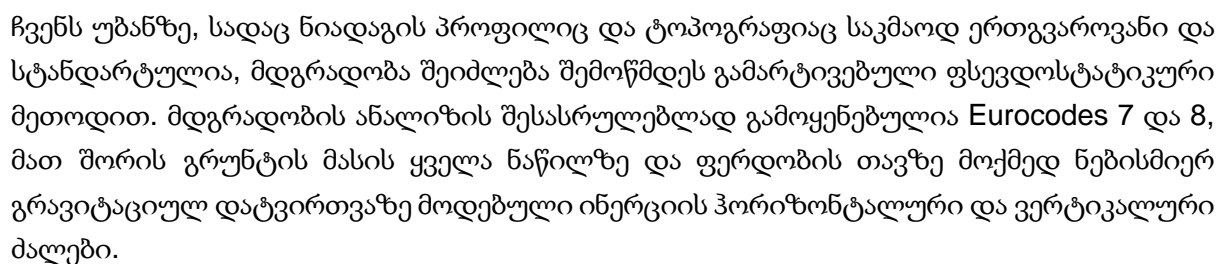 ჩვენს უბანზე, სადაც ნიადაგის პროფილიც და ტოპოგრაფიაც საკმაოდ ერთგვაროვანი და
სტანდარტულია, მდგრადობა შეიძლება შემოწმდეს გამარტივებული ფსევდოსტატიკური
მეთოდით. მდგრადობის ანალიზის შესასრულებლად გამოყენებულია Eurocodes 7 და 8,
მათ შორის გრუნტის მასის ყველა ნაწილზე და ფერდობის თავზე მოქმედ ნებისმიერ
გრავიტაციულ დატვირთვაზე მოდებული ინერციის ჰორიზონტალური და ვერტიკალური
ძალები.